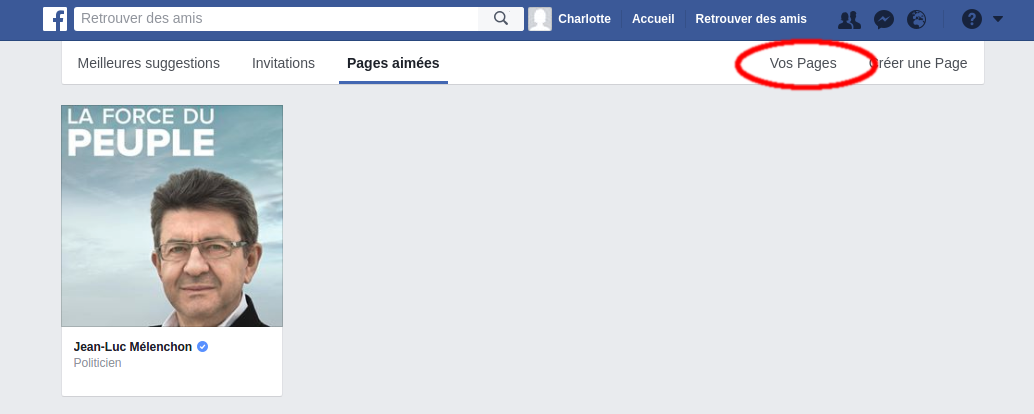 Retrouver des amis
Charlotte
Accueil
Retrouver des amis
Meilleures suggestions
Invitations
Pages aimées
Vos Pages
Créer une Page
LA FORCE DU
PEUPLE
Jean-Luc Mélenchon
Politicien